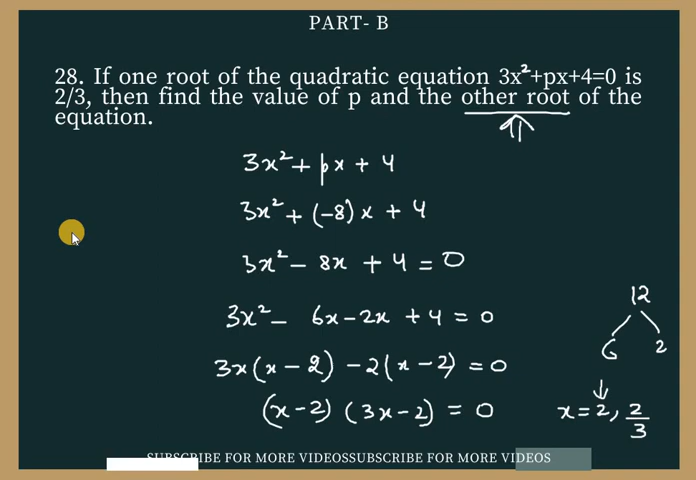 PART- B
28. If one root of the quadratic equation 3x²+px+4=0 is
2/3, then find the value of p and the other root of the
equation.
3x² + px + 4
3x² + (-8)x + 4
3x² - 8x + 4 = 0
12
3x² - 6x - 2x + 4 = 0
6 2
3x(x - 2) - 2(x - 2) = 0
(x - 2) (3x - 2) = 0 x = 2, 2/3
SUBSCRIBE FOR MORE VIDEOSSUBSCRIBE FOR MORE VIDEOS